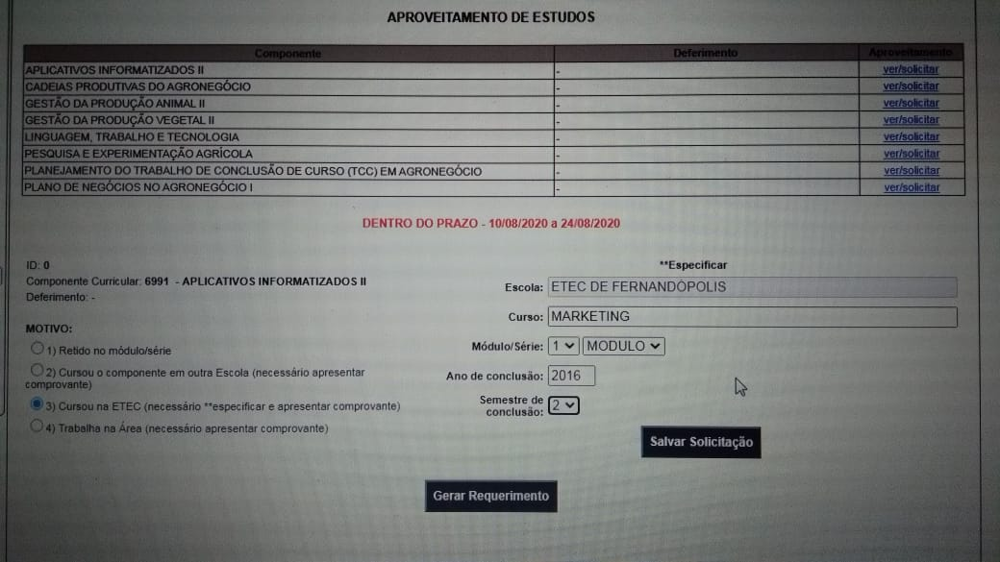 APROVEITAMENTO DE ESTUDOS
Componente Deferimento Aproveitamento
APLICATIVOS INFORMATIZADOS II - ver/solicitar
CADEIAS PRODUTIVAS DO AGRONEGÓCIO - ver/solicitar
GESTÃO DA PRODUÇÃO ANIMAL II - ver/solicitar
GESTÃO DA PRODUÇÃO VEGETAL II - ver/solicitar
LINGUAGEM, TRABALHO E TECNOLOGIA - ver/solicitar
PESQUISA E EXPERIMENTAÇÃO AGRÍCOLA - ver/solicitar
PLANEJAMENTO DO TRABALHO DE CONCLUSÃO DE CURSO (TCC) EM AGRONEGÓCIO - ver/solicitar
PLANO DE NEGÓCIOS NO AGRONEGÓCIO I - ver/solicitar
DENTRO DO PRAZO - 10/08/2020 a 24/08/2020
ID: 0
Componente Curricular: 6991 - APLICATIVOS INFORMATIZADOS II
Deferimento: -
MOTIVO:
1) Retido no módulo/série
2) Cursou o componente em outra Escola (necessário apresentar
comprovante)
3) Cursou na ETEC (necessário **especificar e apresentar comprovante)
4) Trabalha na Área (necessário apresentar comprovante)
**Especificar
Escola: ETEC DE FERNANDÓPOLIS
Curso: MARKETING
Módulo/Série: 1 MODULO
Ano de conclusão: 2016
Semestre de
conclusão: 2
Salvar Solicitação
Gerar Requerimento